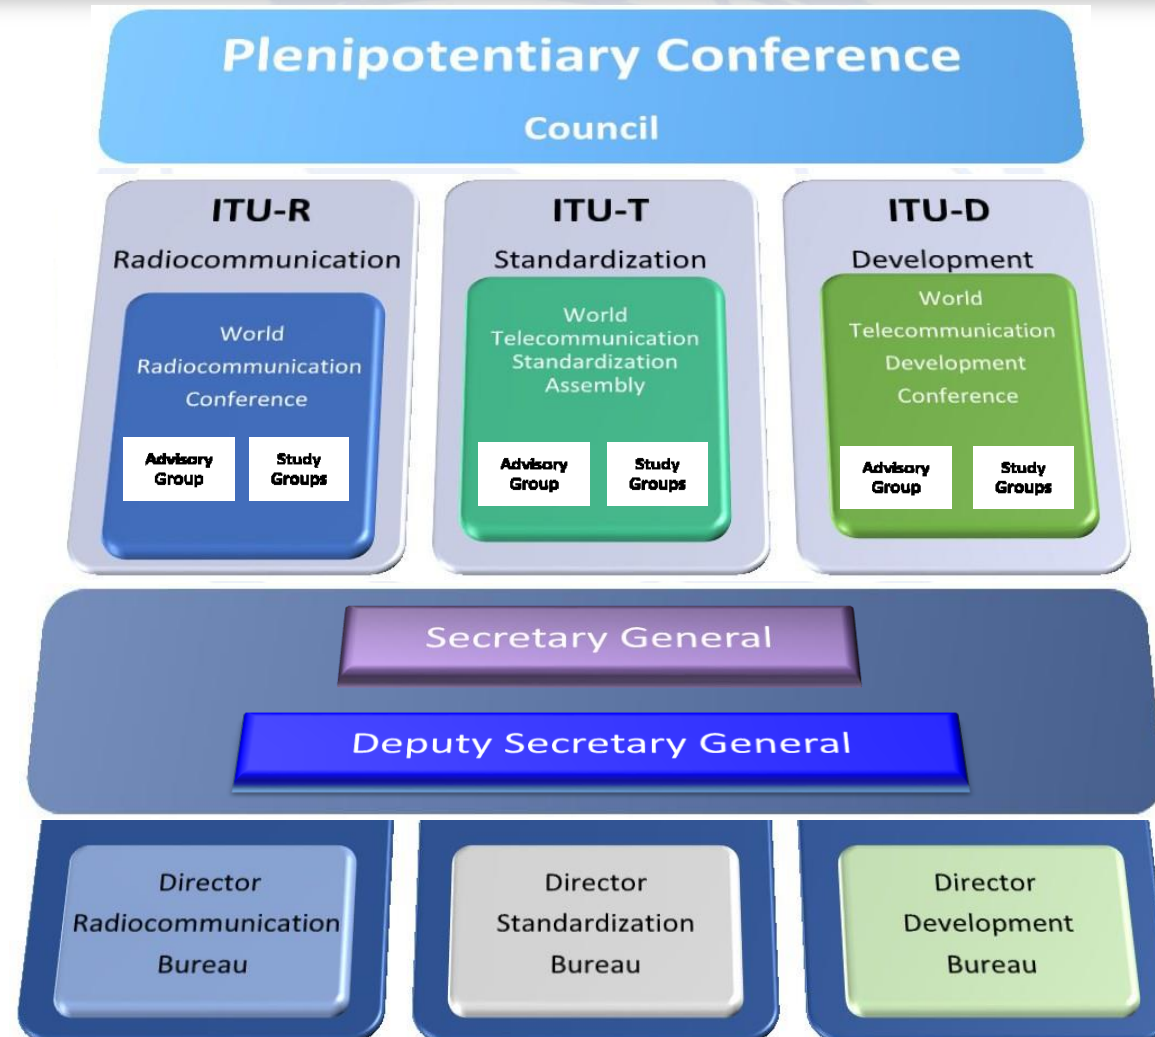 Plenipotentiary Conference
Council
ITU-R
Radiocommunication
World
Radiocommunication
Conference
Advisory
Group
Study
Groups
ITU-T
Standardization
World
Telecommunication
Standardization
Assembly
Advisory
Group
Study
Groups
ITU-D
Development
World
Telecommunication
Development
Conference
Advisory
Group
Study
Groups
Secretary General
Deputy Secretary General
Director
Radiocommunication
Bureau
Director
Standardization
Bureau
Director
Development
Bureau